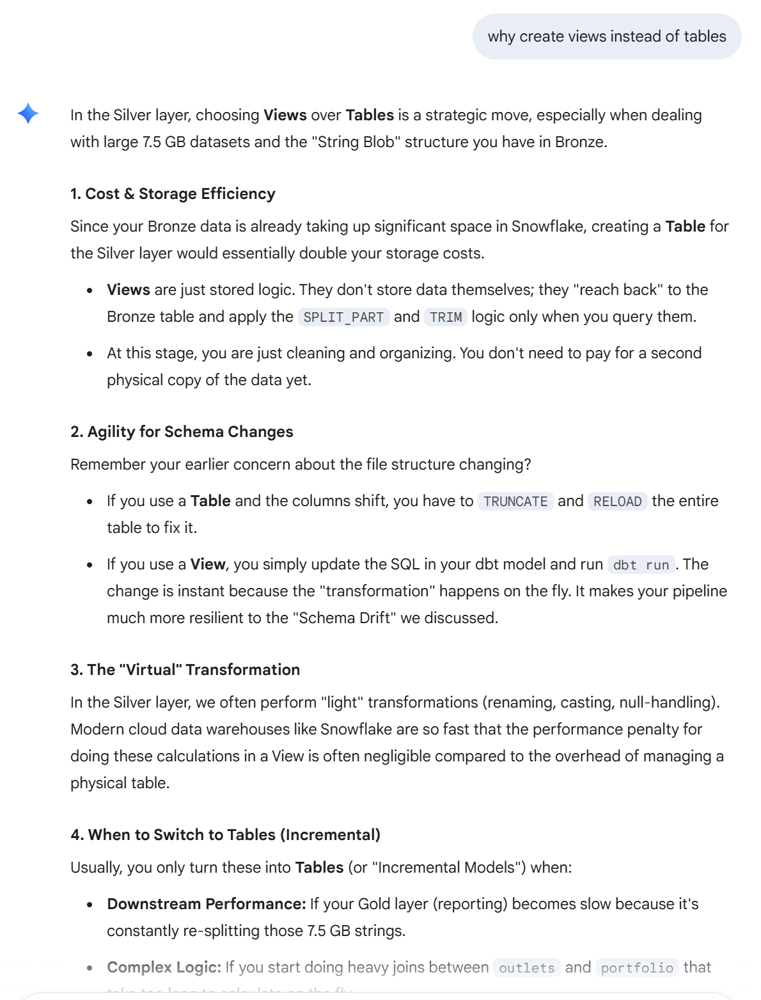 why create views instead of tables
In the Silver layer, choosing Views over Tables is a strategic move, especially when dealing
with large 7.5 GB datasets and the "String Blob" structure you have in Bronze.
1. Cost & Storage Efficiency
Since your Bronze data is already taking up significant space in Snowflake, creating a Table for
the Silver layer would essentially double your storage costs.
• Views are just stored logic. They don't store data themselves; they "reach back" to the
Bronze table and apply the SPLIT_PART and TRIM logic only when you query them.
• At this stage, you are just cleaning and organizing. You don't need to pay for a second
physical copy of the data yet.
2. Agility for Schema Changes
Remember your earlier concern about the file structure changing?
• If you use a Table and the columns shift, you have to TRUNCATE and RELOAD the entire
table to fix it.
• If you use a View, you simply update the SQL in your dbt model and run dbt run. The
change is instant because the "transformation" happens on the fly. It makes your pipeline
much more resilient to the "Schema Drift" we discussed.
3. The "Virtual" Transformation
In the Silver layer, we often perform "light" transformations (renaming, casting, null-handling).
Modern cloud data warehouses like Snowflake are so fast that the performance penalty for
doing these calculations in a View is often negligible compared to the overhead of managing a
physical table.
4. When to Switch to Tables (Incremental)
Usually, you only turn these into Tables (or "Incremental Models") when:
• Downstream Performance: If your Gold layer (reporting) becomes slow because it's
constantly re-splitting those 7.5 GB strings.
• Complex Logic: If you start doing heavy joins between outlets and portfolio that
take too long to calculate on the fly.